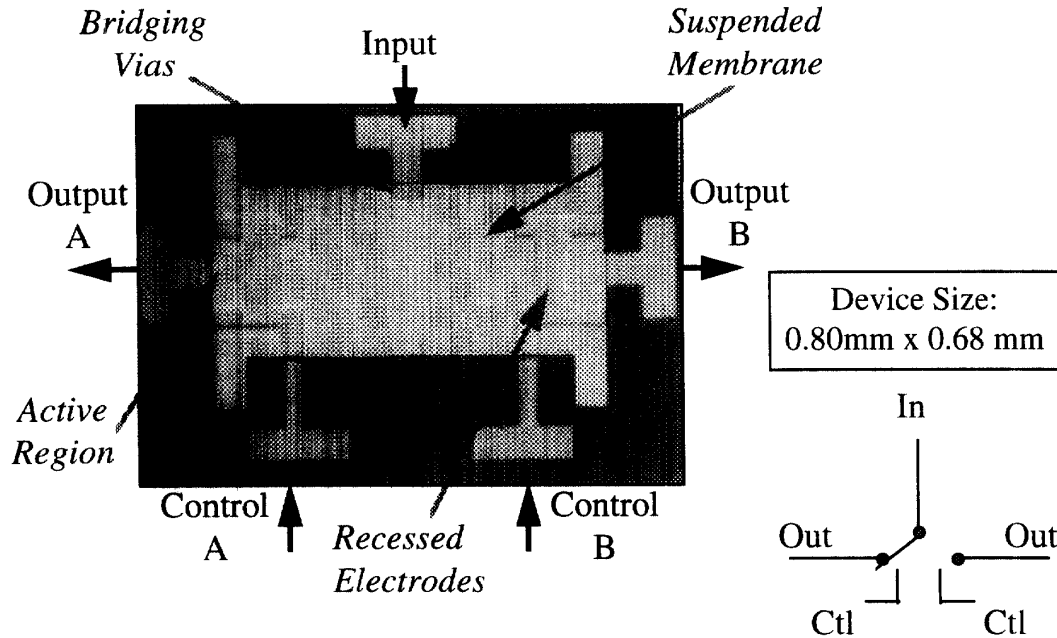 Bridging
Vias
Input
Suspended
Membrane
Output
A
Output
B
Device Size:
0.80mm x 0.68 mm
Active
Region
In
Control
A
Recessed
Electrodes
Control
B
Out
Out
Ctl
Ctl